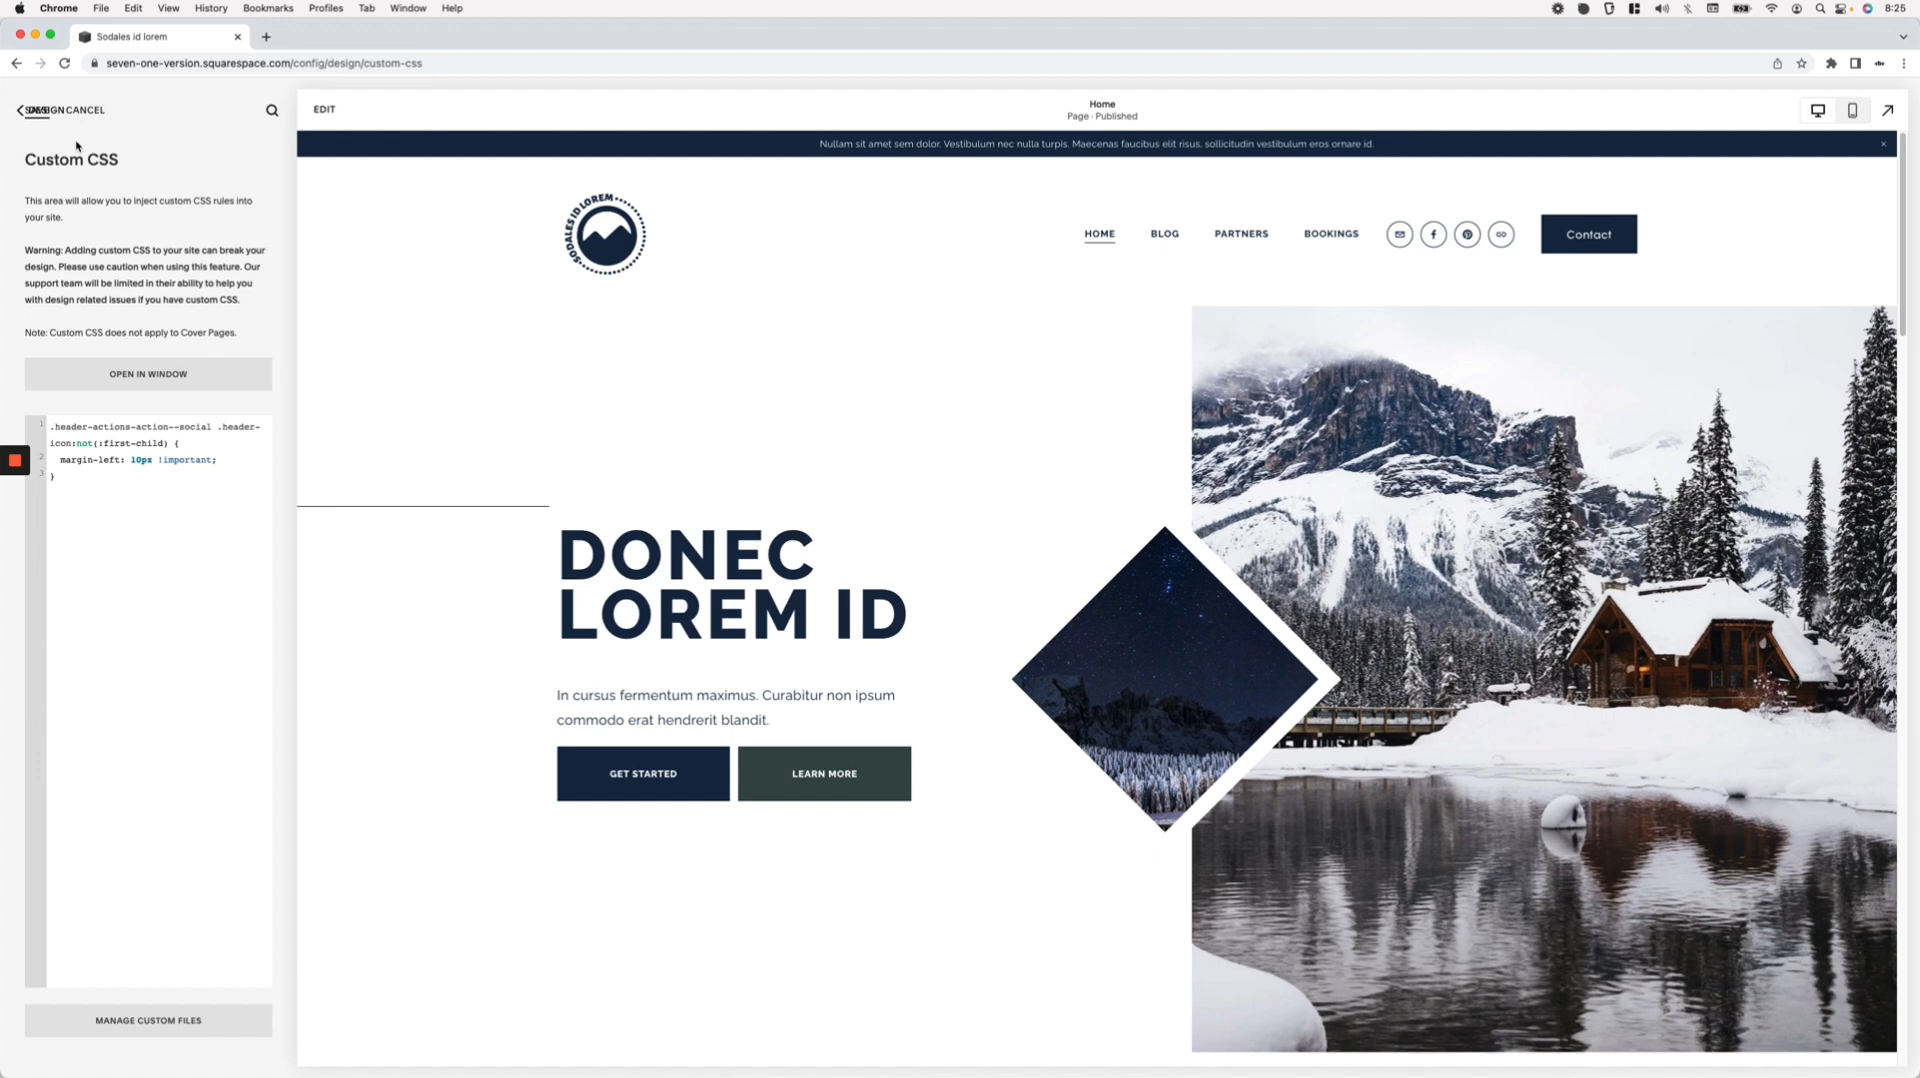 Chrome File Edit View History Bookmarks Profiles Tab Window Help 8:25
Sodales id lorem
seven-one-version.squarespace.com/config/design/custom-css
CANCEL
Custom CSS
This area will allow you to inject custom CSS rules into
your site.
Warning: Adding custom CSS to your site can break your
design. Please use caution when using this feature. Our
support team will be limited in their ability to help you
with design related issues if you have custom CSS.
Note: Custom CSS does not apply to Cover Pages.
OPEN IN WINDOW
1 .header-actions-action--social .header-
icon:not(:first-child) {
2 margin-left: 10px !important;
3 }
MANAGE CUSTOM FILES
EDIT
Home
Page · Published
Nullam sit amet sem dolor. Vestibulum nec nulla turpis. Maecenas faucibus elit risus, sollicitudin vestibulum eros ornare id.
SODALES ID LOREM
HOME BLOG PARTNERS BOOKINGS Contact
DONEC
LOREM ID
In cursus fermentum maximus. Curabitur non ipsum
commodo erat hendrerit blandit.
GET STARTED LEARN MORE